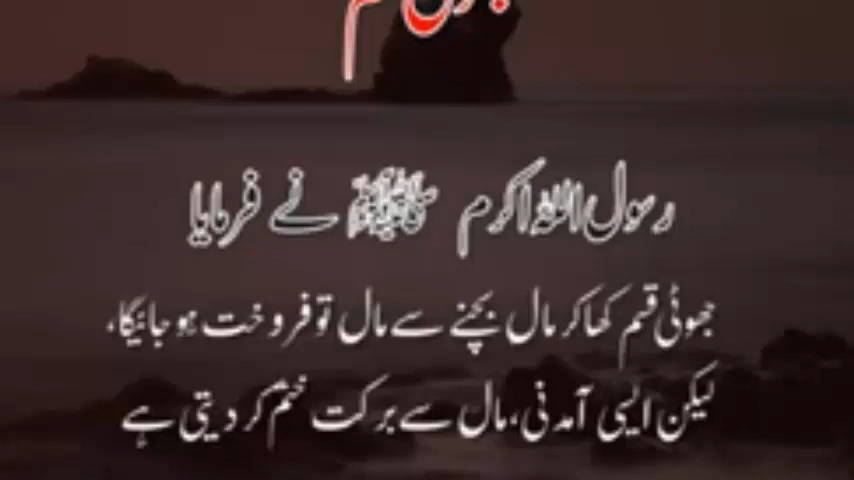 رسول اللہ اکرم ﷺ نے فرمایا
جھوٹی قسم کھا کر مال بیچنے سے مال تو فروخت ہو جائیگا،
لیکن ایسی آمدنی، مال سے برکت ختم کر دیتی ہے